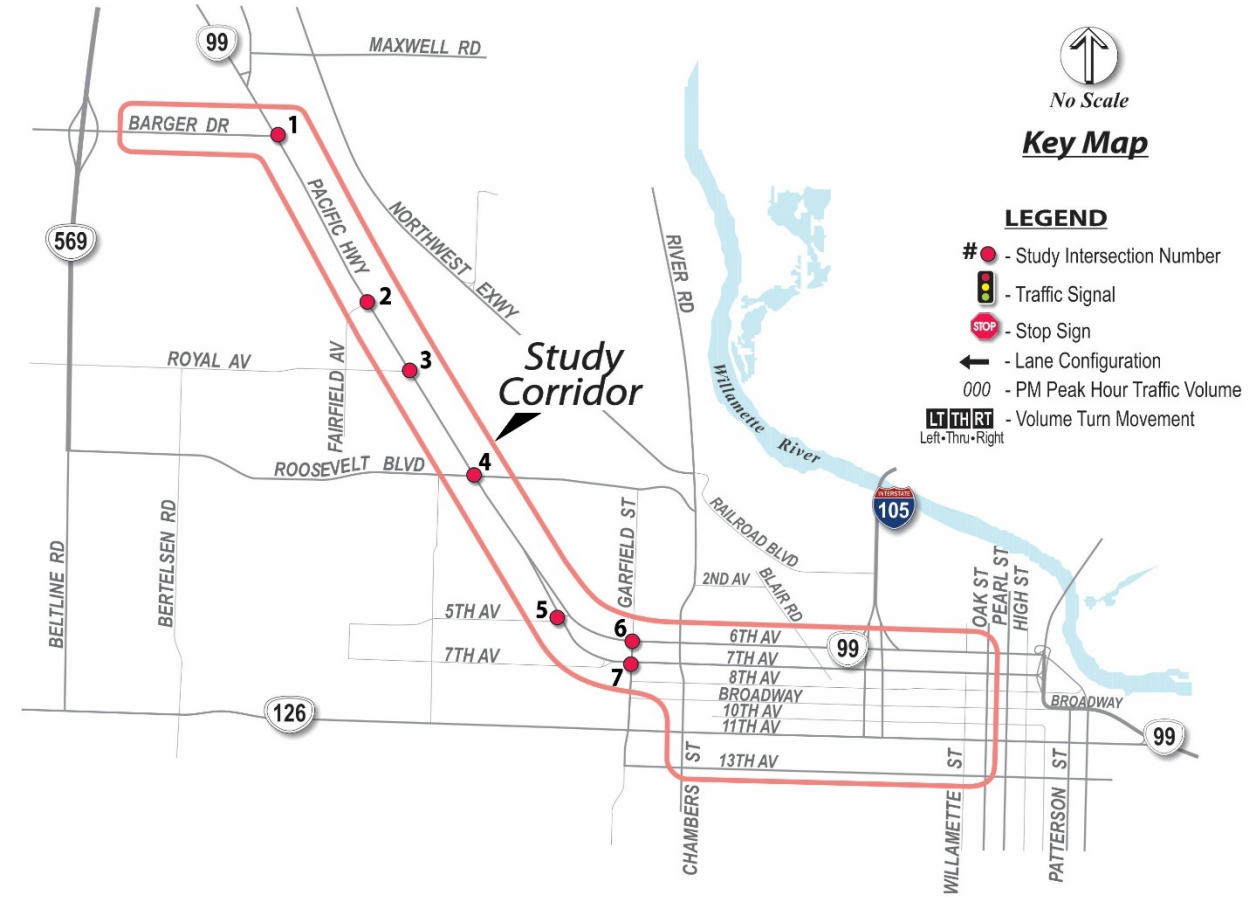 99
MAXWELL RD
No Scale
Key Map
BARGER DR
1
PACIFIC HWY
NORTHWEST EXWY
569
RIVER RD
LEGEND
# - Study Intersection Number
- Traffic Signal
STOP - Stop Sign
- Lane Configuration
000 - PM Peak Hour Traffic Volume
LT TH RT - Volume Turn Movement
Left•Thru•Right
2
ROYAL AV
FAIRFIELD AV
3
Study
Corridor
Willamette River
ROOSEVELT BLVD
4
BELTLINE RD
BERTELSEN RD
GARFIELD ST
RAILROAD BLVD
INTERSTATE
105
2ND AV
BLAIR RD
OAK ST
PEARL ST
HIGH ST
5TH AV
5
6
6TH AV
99
7TH AV
7
7TH AV
8TH AV
BROADWAY
BROADWAY
10TH AV
11TH AV
126
99
13TH AV
CHAMBERS ST
WILLAMETTE ST
PATTERSON ST